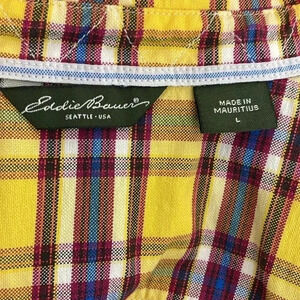 Eddie Bauer®
SEATTLE • USA
MADE IN
MAURITIUS
L